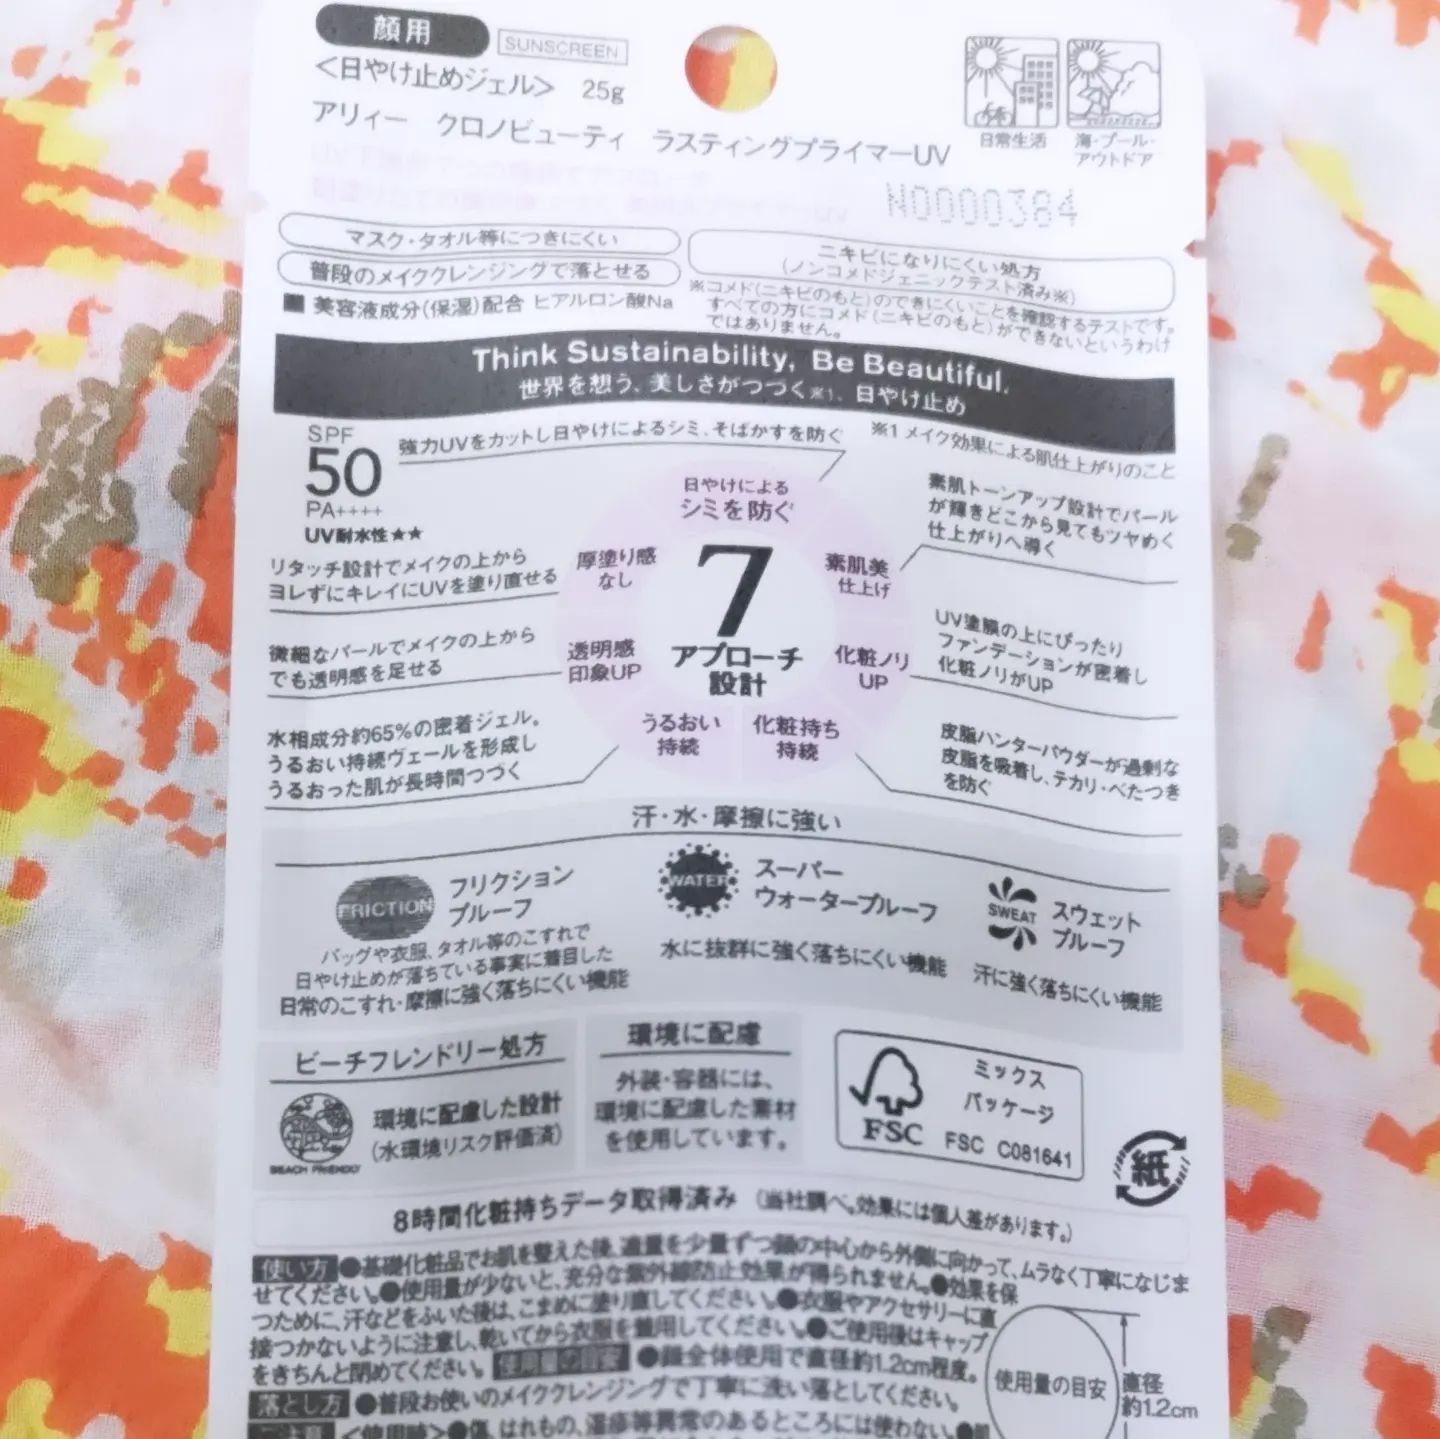 顔用 SUNSCREEN
<日やけ止めジェル> 25g
アリィー クロノビューティ ラスティングプライマーUV
日常生活
海・プール・
アウトドア
N0000384
マスク・タオル等につきにくい
普段のメイククレンジングで落とせる
■ 美容液成分(保湿)配合 ヒアルロン酸Na
ニキビになりにくい処方
(ノンコメドジェニックテスト済み※)
※コメド(ニキビのもと)のできにくいことを確認するテストです。
すべての方にコメド(ニキビのもと)ができないというわけ
ではありません。
Think Sustainability, Be Beautiful.
世界を想う、美しさがつづく※1、日やけ止め
※1 メイク効果による肌仕上がりのこと
SPF
50
PA++++
UV耐水性★★
強力UVをカットし日やけによるシミ、そばかすを防ぐ
日やけによる
シミを防ぐ
素肌トーンアップ設計でパール
が輝きどこから見てもツヤめく
仕上がりへ導く
素肌美
仕上げ
リタッチ設計でメイクの上から
ヨレずにキレイにUVを塗り直せる
厚塗り感
なし
7
アプローチ
設計
UV塗膜の上にぴったり
ファンデーションが密着し
化粧ノリがUP
化粧ノリ
UP
微細なパールでメイクの上から
でも透明感を足せる
透明感
印象UP
水相成分約65%の密着ジェル。
うるおい持続ヴェールを形成し
うるおった肌が長時間つづく
うるおい
持続
化粧持ち
持続
皮脂ハンターパウダーが過剰な
皮脂を吸着し、テカリ・べたつき
を防ぐ
汗・水・摩擦に強い
FRICTION
フリクション
プルーフ
バッグや衣服、タオル等のこすれで
日やけ止めが落ちている事実に着目した
日常のこすれ・摩擦に強く落ちにくい機能
WATER
スーパー
ウォータープルーフ
水に抜群に強く落ちにくい機能
SWEAT
スウェット
プルーフ
汗に強く落ちにくい機能
ビーチフレンドリー処方
BEACH FRIENDLY
環境に配慮した設計
(水環境リスク評価済)
環境に配慮
外装・容器には、
環境に配慮した素材
を使用しています。
FSC
ミックス
パッケージ
FSC C081641
紙
8時間化粧持ちデータ取得済み (当社調べ。効果には個人差があります。)
使い方 ●基礎化粧品でお肌を整えた後、適量を少量ずつ顔の中心から外側に向かって、ムラなく丁寧になじま
せてください。●使用量が少ないと、充分な紫外線防止効果が得られません。●効果を保
つために、汗などをふいた後は、こまめに塗り直してください。●衣服やアクセサリーに直
接つかないように注意し、乾いてから衣服を着用してください。●ご使用後はキャップ
をきちんと閉めてください。 使用量の目安 ●顔全体使用で直径約1.2cm程度。
使用量の目安
直径
約1.2cm
落とし方 ●普段お使いのメイククレンジングで丁寧に洗い落としてください。
ご注意 <使用時>●傷、はれもの、湿疹等異常のあるところには使わない。●肌